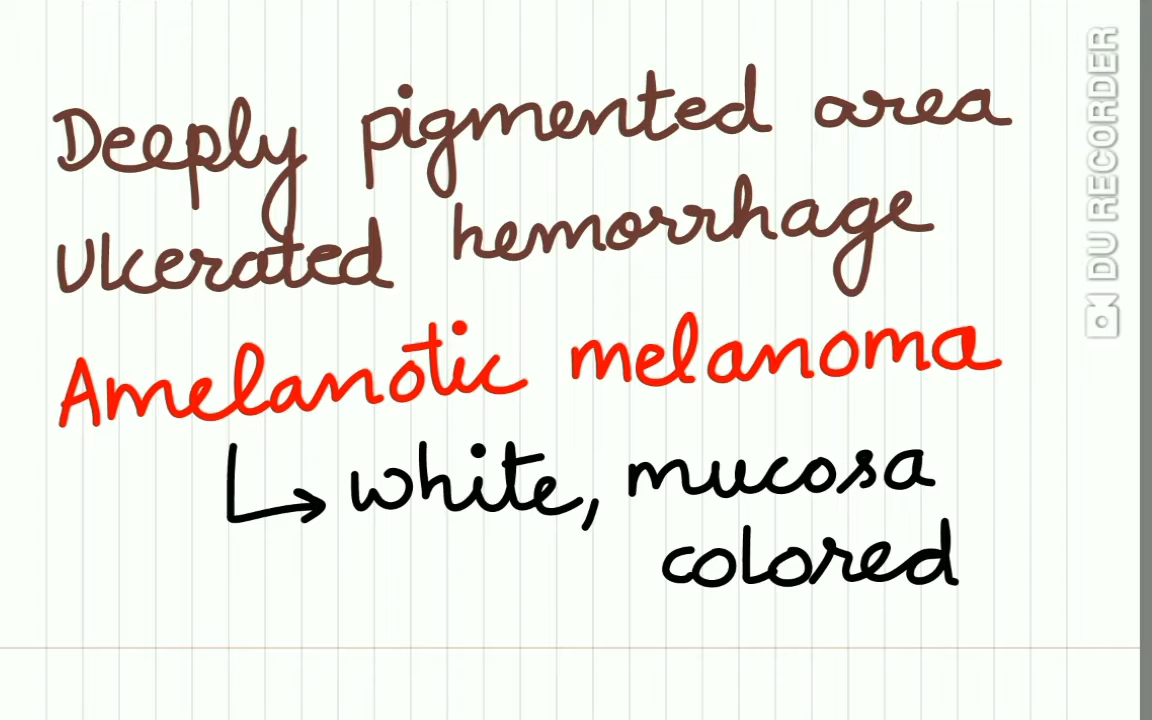 Deeply pigmented area
Ulcerated hemorrhage
Amelanotic melanoma
↳ white, mucosa
colored
DU RECORDER